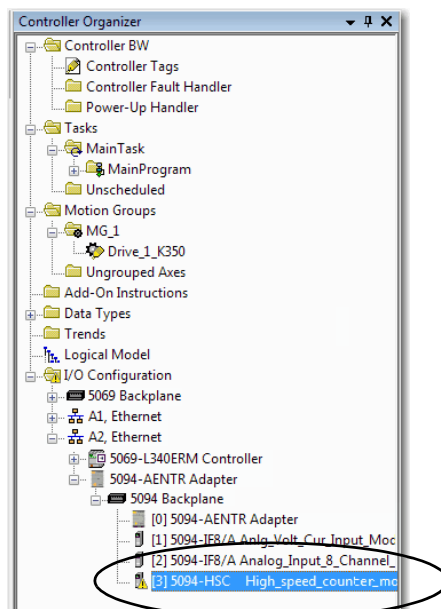 Controller Organizer
Controller BW
Controller Tags
Controller Fault Handler
Power-Up Handler
Tasks
MainTask
MainProgram
Unscheduled
Motion Groups
MG_1
Drive_1_K350
Ungrouped Axes
Add-On Instructions
Data Types
Trends
Logical Model
I/O Configuration
5069 Backplane
A1, Ethernet
A2, Ethernet
5069-L340ERM Controller
5094-AENTR Adapter
5094 Backplane
[0] 5094-AENTR Adapter
[1] 5094-IF8/A Anlg_Volt_Cur_Input_Moc
[2] 5094-IF8/A Analog_Input_8_Channel_
[3] 5094-HSC High_speed_counter_mo